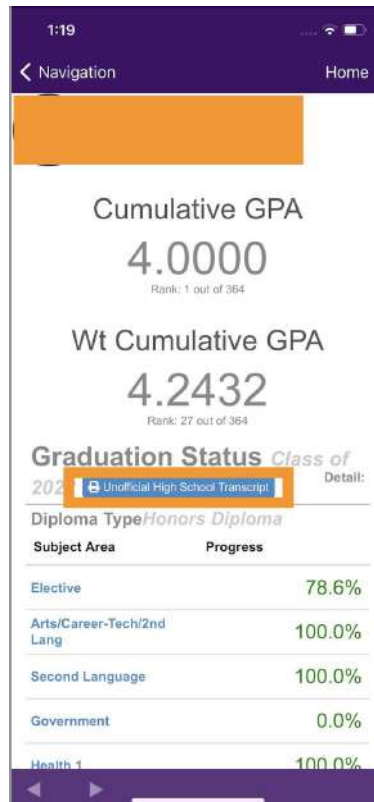 1:19
Navigation
Home
Cumulative GPA
4.0000
Rank: 1 out of 364
Wt Cumulative GPA
4.2432
Rank: 27 out of 364
Graduation Status Class of
202
Unofficial High School Transcript
Detail:
Diploma Type Honors Diploma
Subject Area Progress
Elective 78.6%
Arts/Career-Tech/2nd
Lang 100.0%
Second Language 100.0%
Government 0.0%
Health 1 100.0%